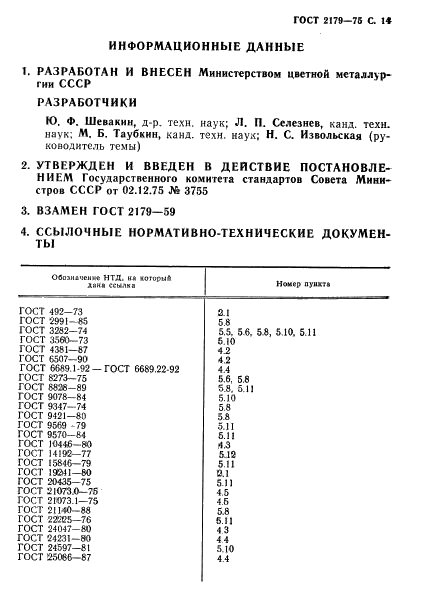 ГОСТ 2179—75 С. 14
ИНФОРМАЦИОННЫЕ ДАННЫЕ
1. РАЗРАБОТАН И ВНЕСЕН Министерством цветной металлур-
гии СССР
РАЗРАБОТЧИКИ
Ю. Ф. Шевакин, д-р. техн. наук; Л. П. Селезнев, канд. техн.
наук; М. Б. Таубкин, канд. техн. наук; Н. С. Извольская (ру-
ководитель темы)
2. УТВЕРЖДЕН И ВВЕДЕН В ДЕЙСТВИЕ ПОСТАНОВЛЕ-
НИЕМ Государственного комитета стандартов Совета Мини-
стров СССР от 02.12.75 № 3755
3. ВЗАМЕН ГОСТ 2179—59
4. ССЫЛОЧНЫЕ НОРМАТИВНО-ТЕХНИЧЕСКИЕ ДОКУМЕН-
ТЫ
Обозначение НТД, на который
дана ссылка
Номер пункта
ГОСТ 492—73 2.1
ГОСТ 2991—85 5.8
ГОСТ 3282—74 5.5, 5.6, 5.8, 5.10, 5.11
ГОСТ 3560—73 5.10
ГОСТ 4381—87 4.2
ГОСТ 6507—90 4.2
ГОСТ 6689.1-92 — ГОСТ 6689.22-92 4.4
ГОСТ 8273—75 5.6, 5.8
ГОСТ 8828—89 5.8, 5.11
ГОСТ 9078—84 5.10
ГОСТ 9347—74 5.8
ГОСТ 9421—80 5.8
ГОСТ 9569—79 5.11
ГОСТ 9570—84 5.11
ГОСТ 10446—80 4.3
ГОСТ 14192—77 5.12
ГОСТ 15846—79 5.11
ГОСТ 19241—80 2.1
ГОСТ 20435—75 5.11
ГОСТ 21073.0—75 4.5
ГОСТ 21073.1—75 4.5
ГОСТ 21140—88 5.8
ГОСТ 22225—76 5.11
ГОСТ 24047—80 4.3
ГОСТ 24231—80 4.4
ГОСТ 24597—81 5.10
ГОСТ 25086—87 4.4